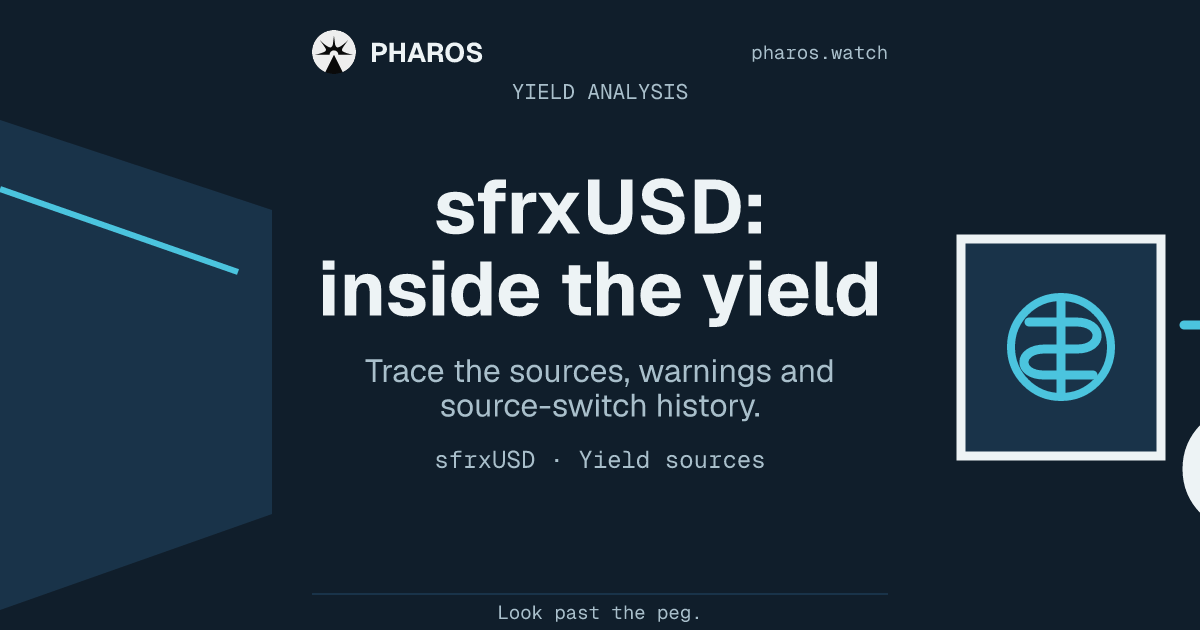 PHAROS
pharos.watch
YIELD ANALYSIS
sfrxUSD:
inside the yield
Trace the sources, warnings and
source-switch history.
sfrxUSD · Yield sources
Look past the peg.